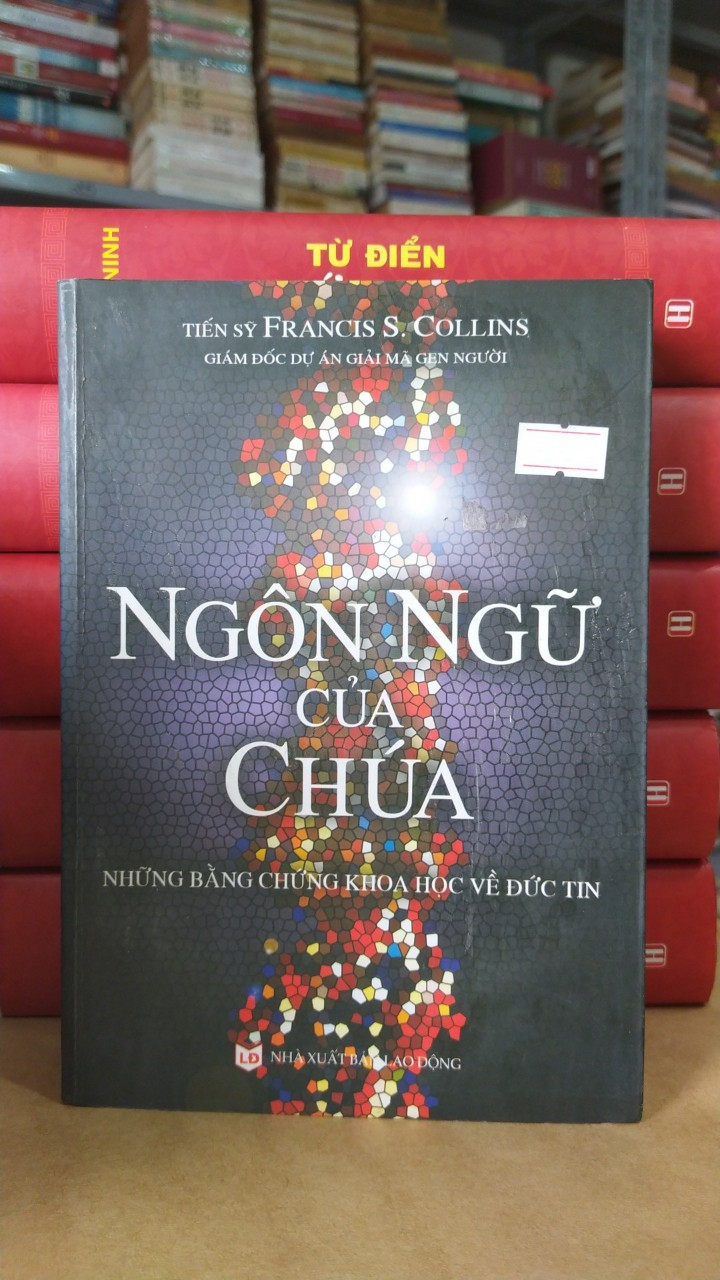 TỪ ĐIỂN
NINH
TIẾN SỸ FRANCIS S. COLLINS
GIÁM ĐỐC DỰ ÁN GIẢI MÃ GEN NGƯỜI
NGÔN NGỮ
CỦA
CHÚA
NHỮNG BẰNG CHỨNG KHOA HỌC VỀ ĐỨC TIN
LĐ NHÀ XUẤT BẢN LAO ĐỘNG
H
H
H
H
H